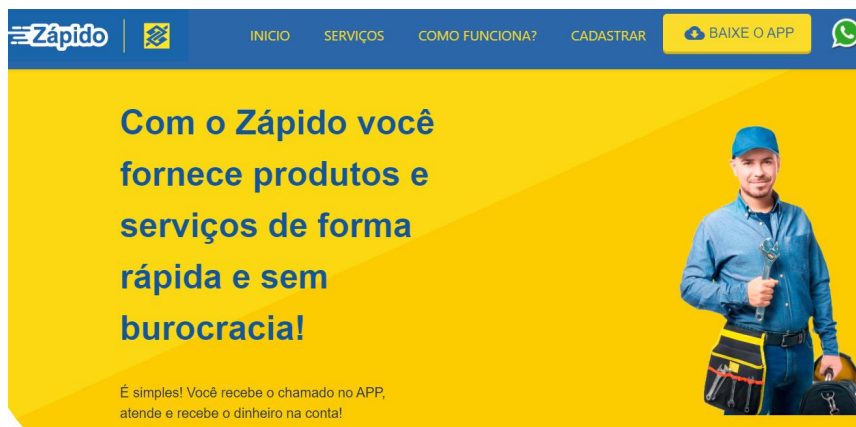 Zápido
INICIO
SERVIÇOS
COMO FUNCIONA?
CADASTRAR
BAIXE O APP
Com o Zápido você
fornece produtos e
serviços de forma
rápida e sem
burocracia!
É simples! Você recebe o chamado no APP,
atende e recebe o dinheiro na conta!